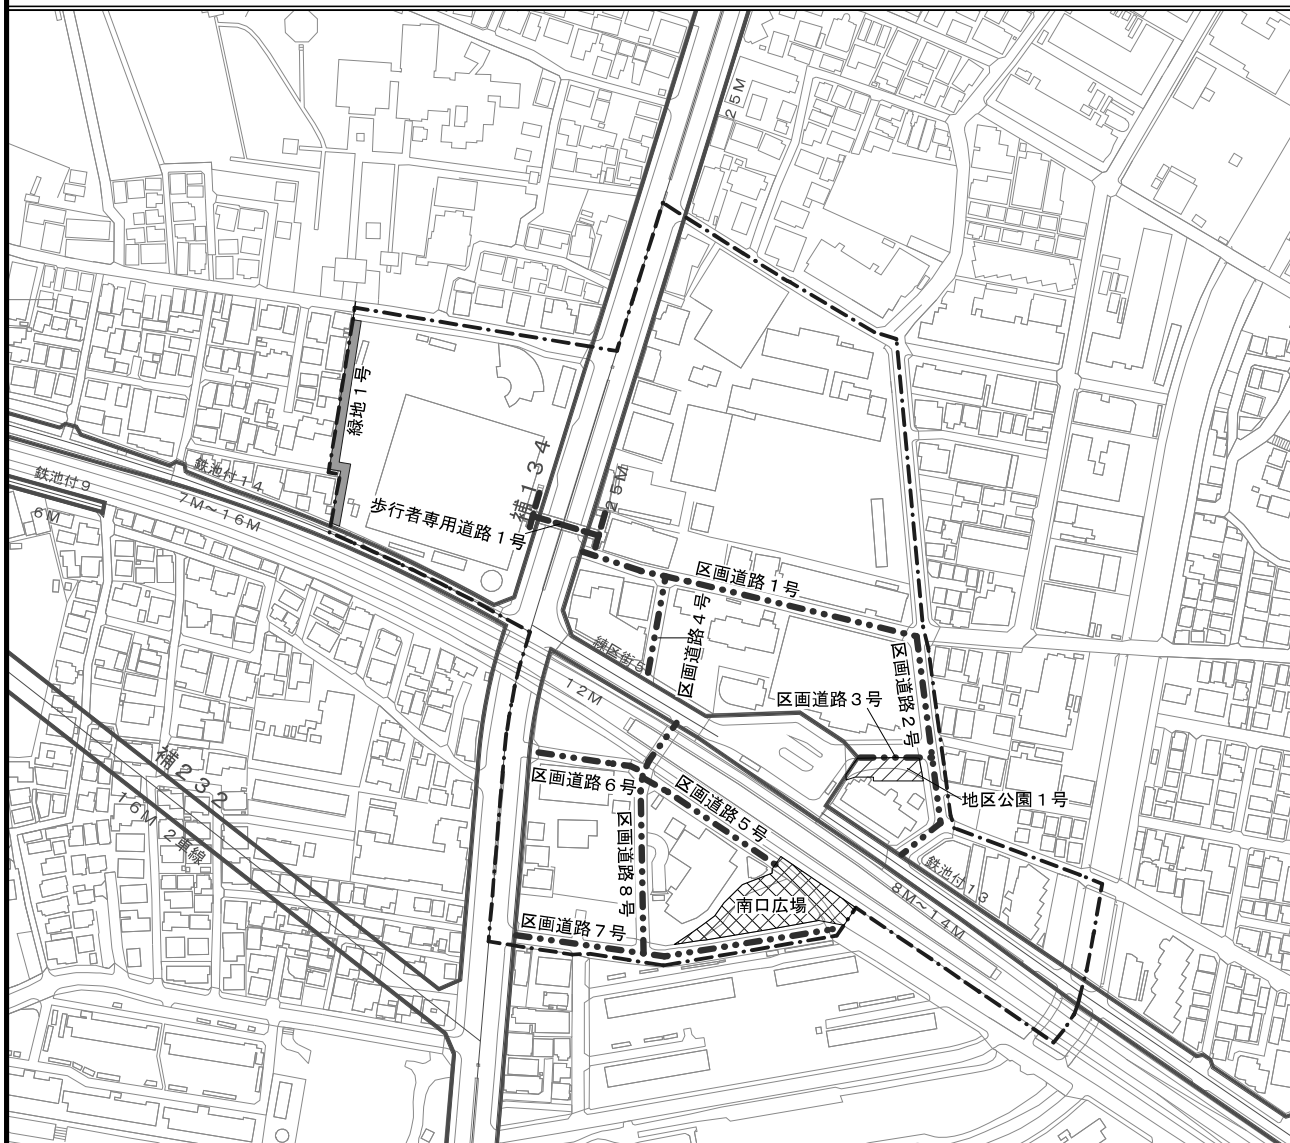 25M
緑地1号
補134
25M
鉄池付14
鉄池付9
7M~16M
6M
歩行者専用道路1号
区画道路1号
区画道路4号
練区街5
区画道路2号
区画道路3号
12M
補232
16M 2車線
区画道路6号
区画道路5号
地区公園1号
区画道路8号
鉄池付13
8M~14M
南口広場
区画道路7号